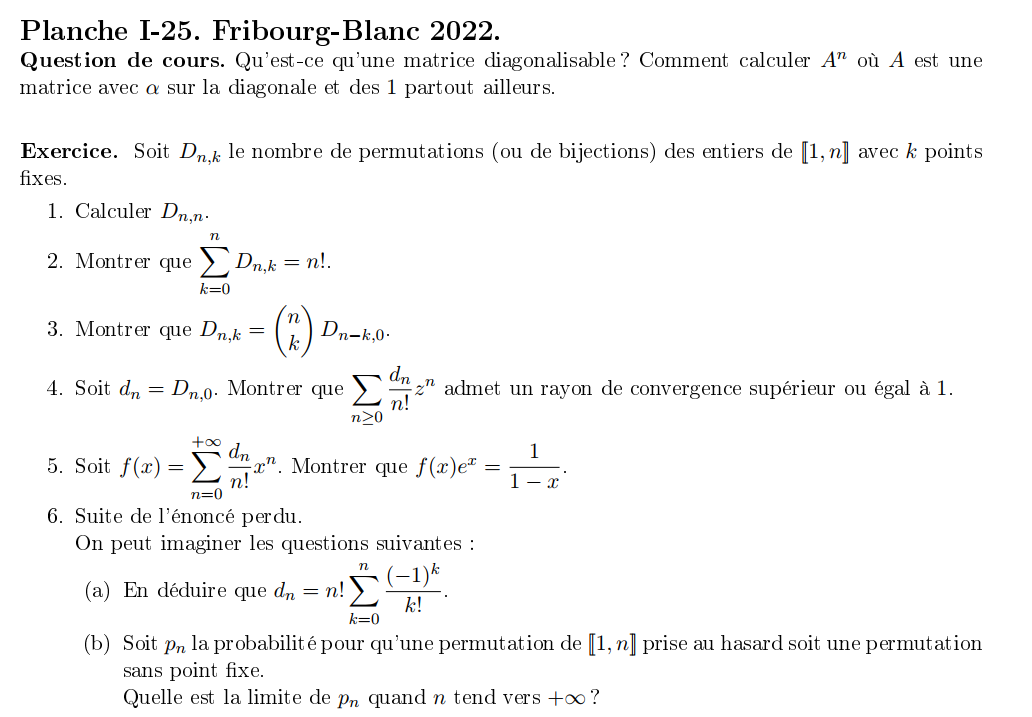 Planche I-25. Fribourg-Blanc 2022.
Question de cours. Qu'est-ce qu'une matrice diagonalisable ? Comment calculer Aⁿ où A est une
matrice avec α sur la diagonale et des 1 partout ailleurs.
Exercice. Soit D_{n,k} le nombre de permutations (ou de bijections) des entiers de ⟦1, n⟧ avec k points
fixes.
1. Calculer D_{n,n}.
2. Montrer que \sum_{k=0}^{n} D_{n,k} = n!.
3. Montrer que D_{n,k} = \binom{n}{k} D_{n-k,0}.
4. Soit d_n = D_{n,0}. Montrer que \sum_{n≥0} \frac{d_n}{n!} z^n admet un rayon de convergence supérieur ou égal à 1.
5. Soit f(x) = \sum_{n=0}^{+∞} \frac{d_n}{n!} x^n. Montrer que f(x)e^x = \frac{1}{1-x}.
6. Suite de l'énoncé perdu.
On peut imaginer les questions suivantes :
(a) En déduire que d_n = n! \sum_{k=0}^{n} \frac{(-1)^k}{k!}.
(b) Soit p_n la probabilité pour qu'une permutation de ⟦1, n⟧ prise au hasard soit une permutation
sans point fixe.
Quelle est la limite de p_n quand n tend vers +∞ ?